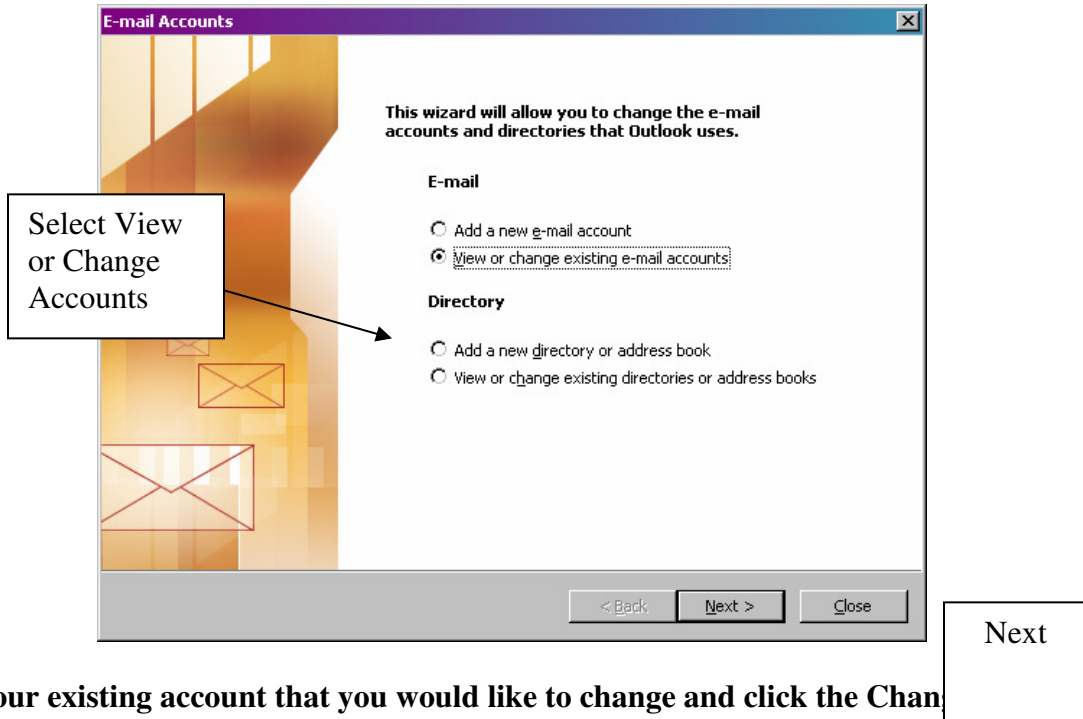 E-mail Accounts
This wizard will allow you to change the e-mail
accounts and directories that Outlook uses.
E-mail
Add a new e-mail account
View or change existing e-mail accounts
Select View
or Change
Accounts
Directory
Add a new directory or address book
View or change existing directories or address books
< Back
Next >
Close
Next
our existing account that you would like to change and click the Chan